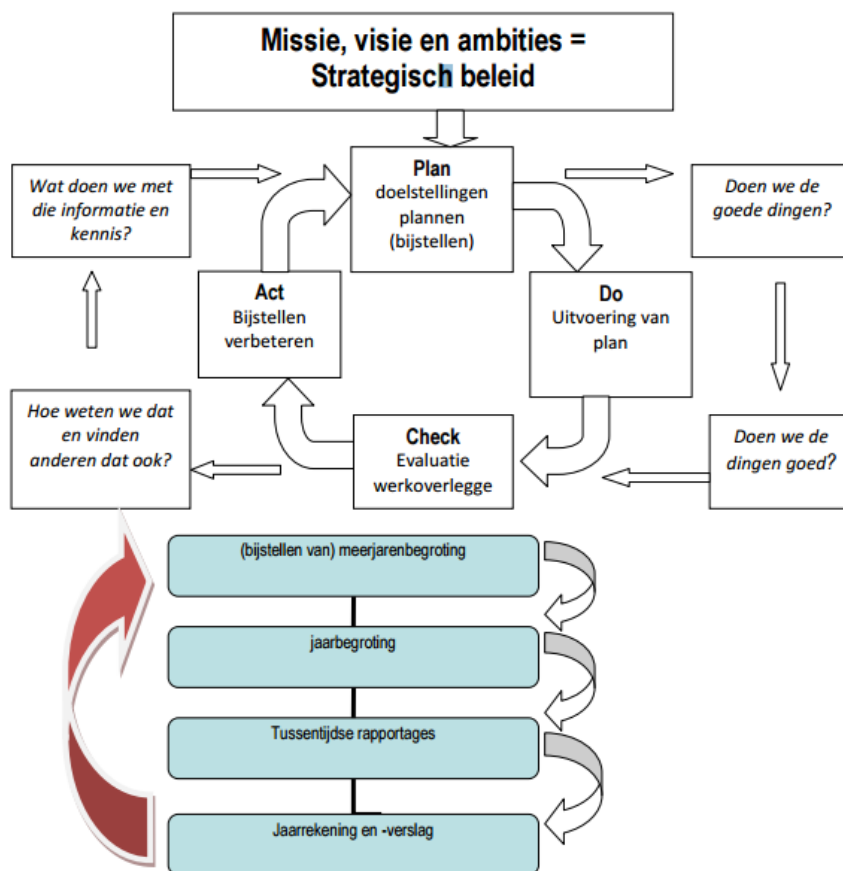 Missie, visie en ambities =
Strategisch beleid
Plan
doelstellingen
plannen
(bijstellen)
Wat doen we met
die informatie en
kennis?
Doen we de
goede dingen?
Act
Bijstellen
verbeteren
Do
Uitvoering van
plan
Hoe weten we dat
en vinden
anderen dat ook?
Check
Evaluatie
werkoverlegge
Doen we de
dingen goed?
(bijstellen van) meerjarenbegroting
jaarbegroting
Tussentijdse rapportages
Jaarrekening en -verslag